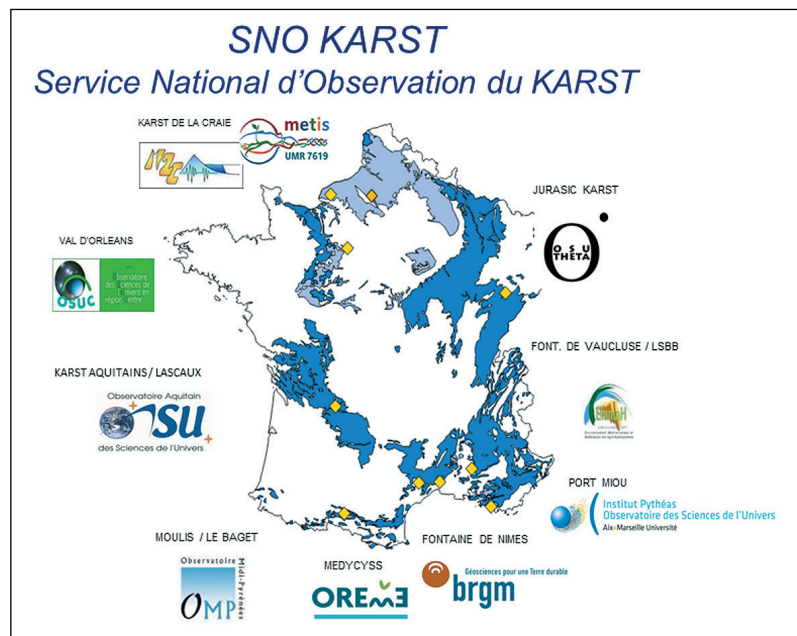 SNO KARST
Service National d'Observation du KARST
KARST DE LA CRAIE
metis
UMR 7619
M2C
JURASIC KARST
OSU
THETA
VAL D'ORLEANS
OSUC
Observatoire
des Sciences de
l'Univers en
région Centre
FONT. DE VAUCLUSE / LSBB
KARST AQUITAINS / LASCAUX
Observatoire Aquitain
OASU
des Sciences de l'Univers
PORT MIOU
Institut Pythéas
Observatoire des Sciences de l'Univers
Aix*Marseille Université
MOULIS / LE BAGET
FONTAINE DE NIMES
MEDYCYSS
Observatoire
Midi-Pyrénées
OMP
OREME
Géosciences pour une Terre durable
brgm